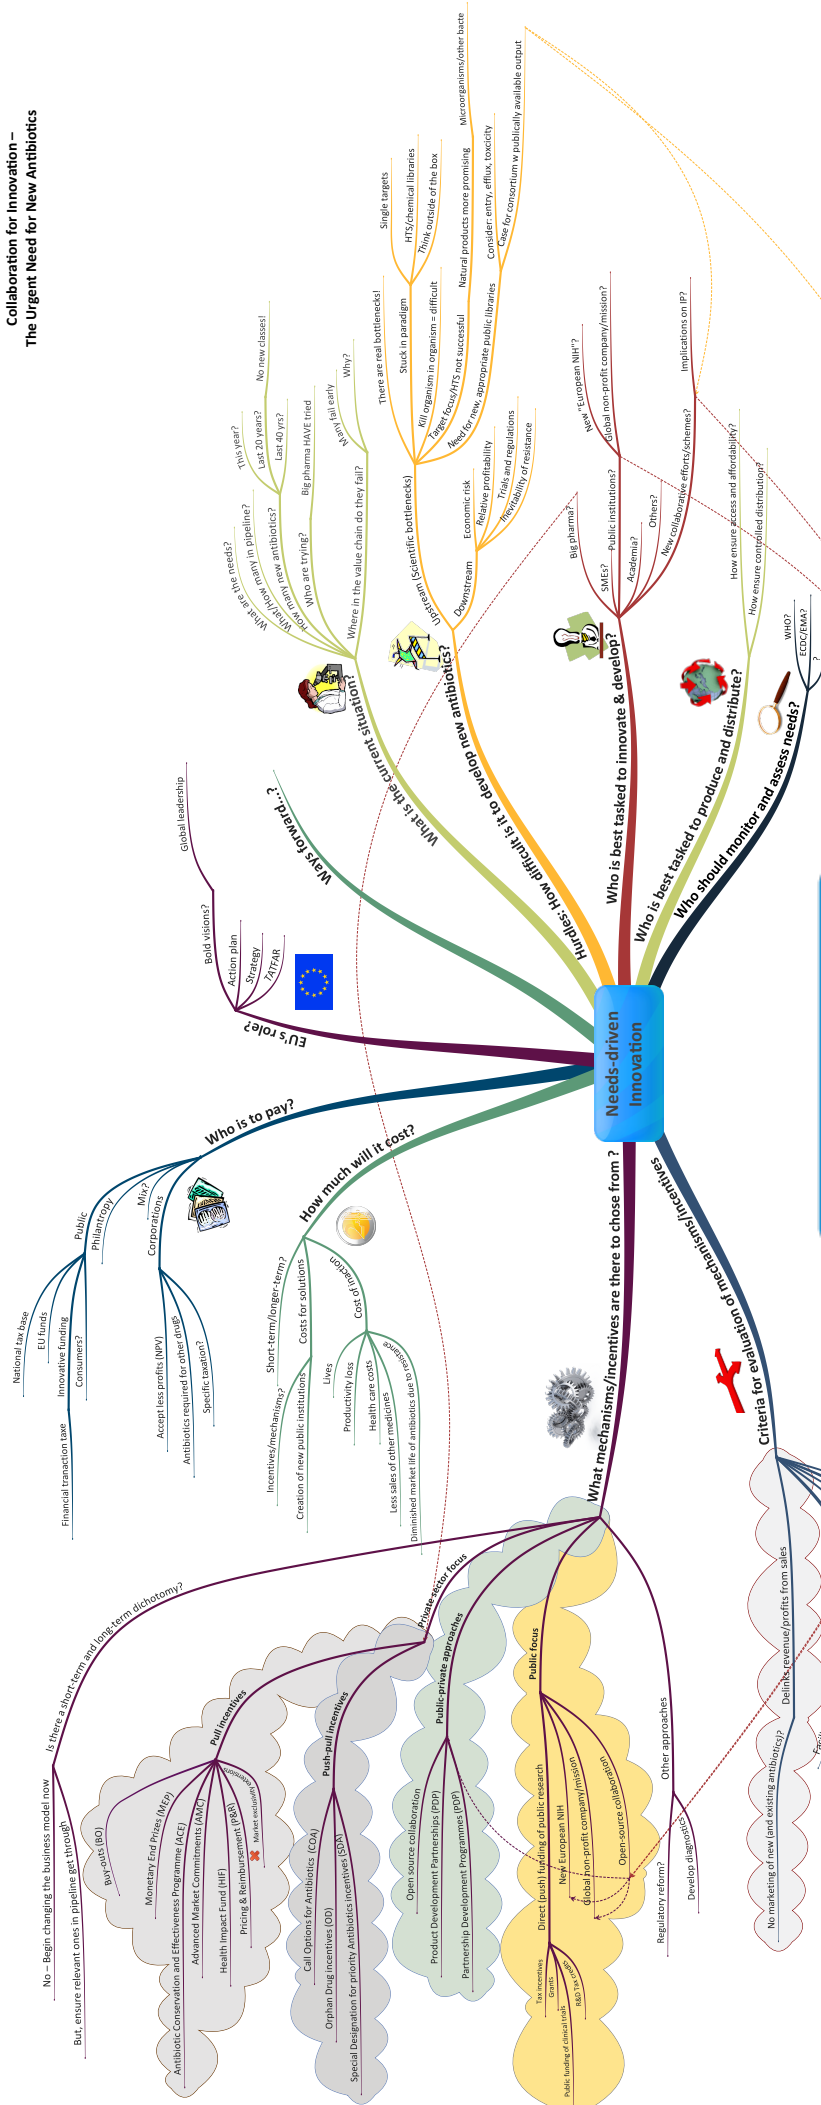 Collaboration for Innovation –
The Urgent Need for New Antibiotics
Needs-driven
Innovation
What is the current situation?
What are the needs?
What/How many in pipeline?
How many new antibiotics?
This year?
Last 20 years?
No new classes!
Last 40 yrs?
Who are trying?
Big pharma HAVE tried
Where in the value chain do they fail?
Many fail early
Why?
Hurdles: How difficult is it to develop new antibiotics?
Upstream (Scientific bottlenecks)
There are real bottlenecks!
Stuck in paradigm
Single targets
HTS/chemical libraries
Think outside of the box
Kill organism in organism = difficult
Target focus/HTS not successful
Natural products more promising
Microorganisms/other bacte
Need for new, appropriate public libraries
Consider: entry, efflux, toxicity
Case for consortium w publically available output
Downstream
Economic risk
Relative profitability
Trials and regulations
Inevitability of resistance
Who is best tasked to innovate & develop?
Big pharma?
SMEs?
Public institutions?
New "European NIH"?
Global non-profit company/mission?
Academia?
Others?
New collaborative efforts/schemes?
Implications on IP?
Who is best tasked to produce and distribute?
How ensure access and affordability?
How ensure controlled distribution?
Who should monitor and assess needs?
WHO?
ECDC/EMA?
?
Ways forward...?
EU's role?
Bold visions?
Global leadership
Action plan
Strategy
TATFAR
Who is to pay?
Public
National tax base
EU funds
Innovative funding
Financial tranaction taxe
Consumers?
Philantropy
Mix?
Corporations
Accept less profits (NPV)
Antibiotics required for other drugs
Specific taxation?
How much will it cost?
Short-term/longer-term?
Costs for solutions
Incentives/mechanisms?
Creation of new public institutions
Cost of inaction
Lives
Productivity loss
Health care costs
Less sales of other medicines
Diminished market life of antibiotics due to resistance
What mechanisms/incentives are there to chose from ?
Is there a short-term and long-term dichotomy?
No – Begin changing the business model now
But, ensure relevant ones in pipeline get through
Private sector focus
Pull incentives
Buy-outs (BO)
Monetary End Prizes (MEP)
Antibiotic Conservation and Effectiveness Programme (ACE)
Advanced Market Commitments (AMC)
Health Impact Fund (HIF)
Pricing & Reimbursement (P&R)
Market exclusivity extensions
Push-pull incentives
Call Options for Antibiotics (COA)
Orphan Drug incentives (OD)
Special Designation for priority Antibiotics incentives (SDA)
Public-private approaches
Open source collaboration
Product Development Partnerships (PDP)
Partnership Development Programmes (PDP)
Public focus
Direct (push) funding of public research
Tax incentives
Grants
Public funding of clinical trials
R&D Tax credits
New European NIH
Global non-profit company/mission
Open-source collaboration
Other approaches
Regulatory reform?
Develop diagnostics
Criteria for evaluation of mechanisms/incentives
Delinks revenue/profits from sales
No marketing of new (and existing antibiotics)?